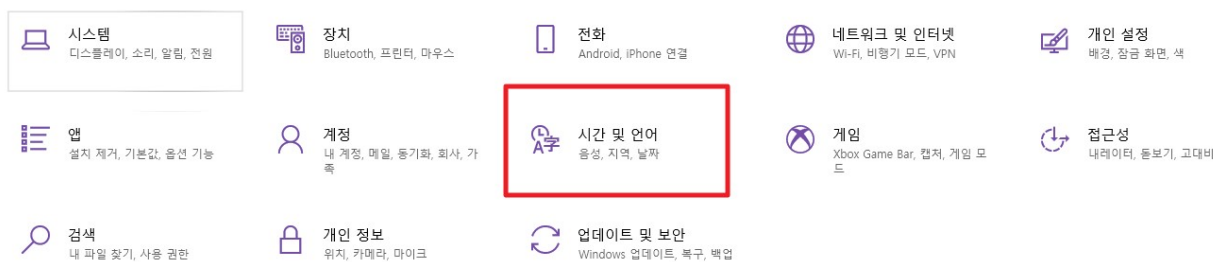 시스템
디스플레이, 소리, 알림, 전원
장치
Bluetooth, 프린터, 마우스
전화
Android, iPhone 연결
네트워크 및 인터넷
Wi-Fi, 비행기 모드, VPN
개인 설정
배경, 잠금 화면, 색
앱
설치 제거, 기본값, 옵션 기능
계정
내 계정, 메일, 동기화, 회사, 가
족
시간 및 언어
음성, 지역, 날짜
게임
Xbox Game Bar, 캡처, 게임 모
드
접근성
내레이터, 돋보기, 고대비
검색
내 파일 찾기, 사용 권한
개인 정보
위치, 카메라, 마이크
업데이트 및 보안
Windows 업데이트, 복구, 백업